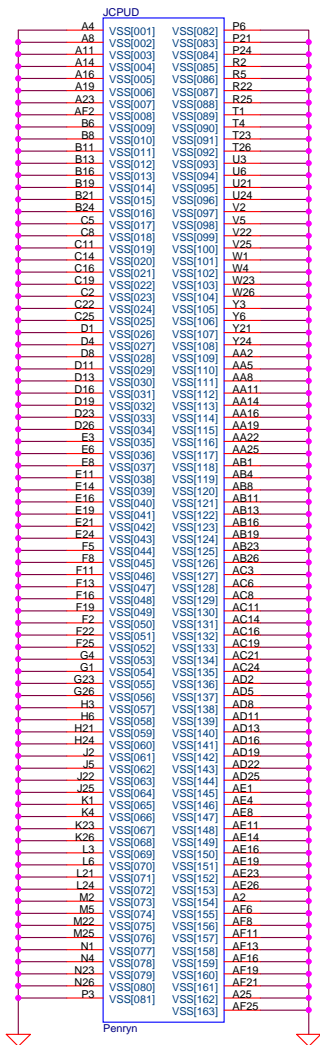 JCPUD
A4 VSS[001] VSS[082] P6
A8 VSS[002] VSS[083] P21
A11 VSS[003] VSS[084] P24
A14 VSS[004] VSS[085] R2
A16 VSS[005] VSS[086] R5
A19 VSS[006] VSS[087] R22
A23 VSS[007] VSS[088] R25
AF2 VSS[008] VSS[089] T1
B6 VSS[009] VSS[090] T4
B8 VSS[010] VSS[091] T23
B11 VSS[011] VSS[092] T26
B13 VSS[012] VSS[093] U3
B16 VSS[013] VSS[094] U6
B19 VSS[014] VSS[095] U21
B21 VSS[015] VSS[096] U24
B24 VSS[016] VSS[097] V2
C5 VSS[017] VSS[098] V5
C8 VSS[018] VSS[099] V22
C11 VSS[019] VSS[100] V25
C14 VSS[020] VSS[101] W1
C16 VSS[021] VSS[102] W4
C19 VSS[022] VSS[103] W23
C2 VSS[023] VSS[104] W26
C22 VSS[024] VSS[105] Y3
C25 VSS[025] VSS[106] Y6
D1 VSS[026] VSS[107] Y21
D4 VSS[027] VSS[108] Y24
D8 VSS[028] VSS[109] AA2
D11 VSS[029] VSS[110] AA5
D13 VSS[030] VSS[111] AA8
D16 VSS[031] VSS[112] AA11
D19 VSS[032] VSS[113] AA14
D23 VSS[033] VSS[114] AA16
D26 VSS[034] VSS[115] AA19
E3 VSS[035] VSS[116] AA22
E6 VSS[036] VSS[117] AA25
E8 VSS[037] VSS[118] AB1
E11 VSS[038] VSS[119] AB4
E14 VSS[039] VSS[120] AB8
E16 VSS[040] VSS[121] AB11
E19 VSS[041] VSS[122] AB13
E21 VSS[042] VSS[123] AB16
E24 VSS[043] VSS[124] AB19
F5 VSS[044] VSS[125] AB23
F8 VSS[045] VSS[126] AB26
F11 VSS[046] VSS[127] AC3
F13 VSS[047] VSS[128] AC6
F16 VSS[048] VSS[129] AC8
F19 VSS[049] VSS[130] AC11
F2 VSS[050] VSS[131] AC14
F22 VSS[051] VSS[132] AC16
F25 VSS[052] VSS[133] AC19
G4 VSS[053] VSS[134] AC21
G1 VSS[054] VSS[135] AC24
G23 VSS[055] VSS[136] AD2
G26 VSS[056] VSS[137] AD5
H3 VSS[057] VSS[138] AD8
H6 VSS[058] VSS[139] AD11
H21 VSS[059] VSS[140] AD13
H24 VSS[060] VSS[141] AD16
J2 VSS[061] VSS[142] AD19
J5 VSS[062] VSS[143] AD22
J22 VSS[063] VSS[144] AD25
J25 VSS[064] VSS[145] AE1
K1 VSS[065] VSS[146] AE4
K4 VSS[066] VSS[147] AE8
K23 VSS[067] VSS[148] AE11
K26 VSS[068] VSS[149] AE14
L3 VSS[069] VSS[150] AE16
L6 VSS[070] VSS[151] AE19
L21 VSS[071] VSS[152] AE23
L24 VSS[072] VSS[153] AE26
M2 VSS[073] VSS[154] A2
M5 VSS[074] VSS[155] AF6
M22 VSS[075] VSS[156] AF8
M25 VSS[076] VSS[157] AF11
N1 VSS[077] VSS[158] AF13
N4 VSS[078] VSS[159] AF16
N23 VSS[079] VSS[160] AF19
N26 VSS[080] VSS[161] AF21
P3 VSS[081] VSS[162] A25
VSS[163] AF25
Penryn